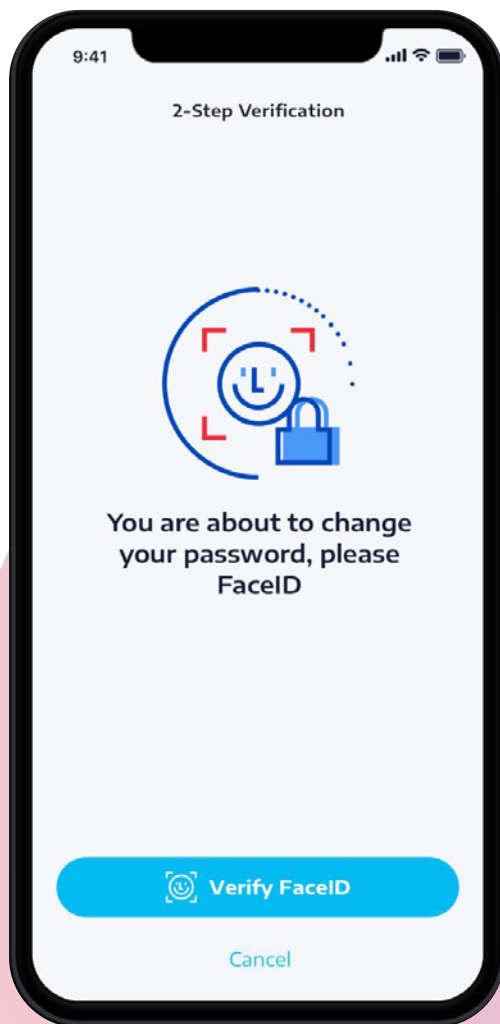 9:41
2-Step Verification
You are about to change
your password, please
FaceID
Verify FaceID
Cancel